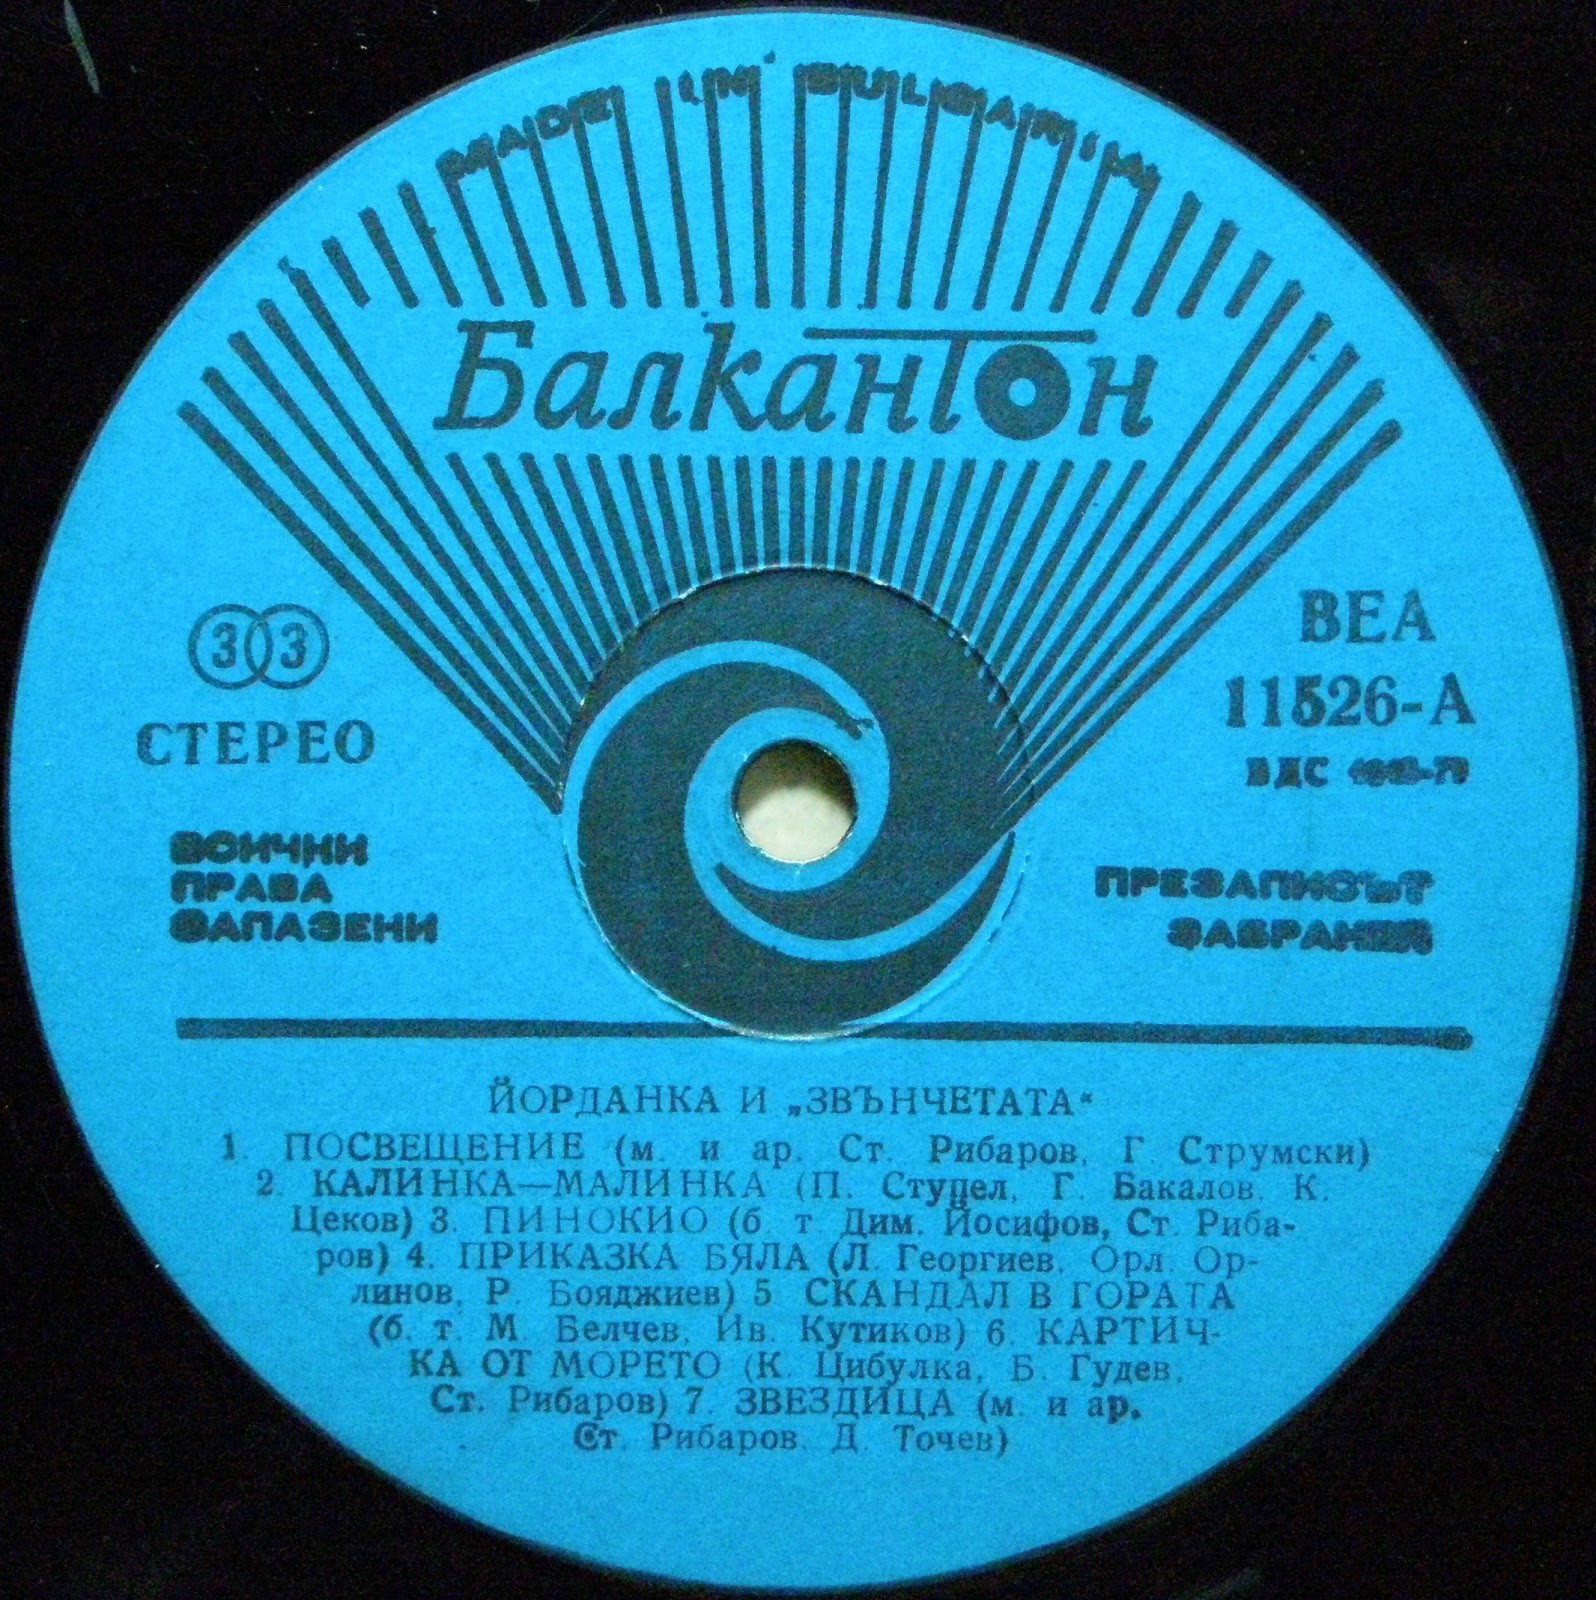 MADE IN BULGARIA
Балкантон
33
СТЕРЕО
ВСИЧКИ
ПРАВА
ЗАПАЗЕНИ
ВЕА
11526-А
БДС
ПРЕЗАПИСЪТ
ЗАБРАНЕН
ЙОРДАНКА И „ЗВЪНЧЕТАТА“
1. ПОСВЕЩЕНИЕ (м. и ар. Ст. Рибаров, Г. Струмски)
2. КАЛИНКА—МАЛИНКА (П. Ступел, Г. Бакалов, К.
Цеков) 3. ПИНОКИО (б. т. Дим. Йосифов, Ст. Риба-
ров) 4. ПРИКАЗКА БЯЛА (Л. Георгиев, Орл. Ор-
линов, Р. Бояджиев) 5. СКАНДАЛ В ГОРАТА
(б. т. М. Белчев, Ив. Кутиков) 6. КАРТИЧ-
КА ОТ МОРЕТО (К. Цибулка, Б. Гудев,
Ст. Рибаров) 7. ЗВЕЗДИЦА (м. и ар.
Ст. Рибаров, Д. Точев)